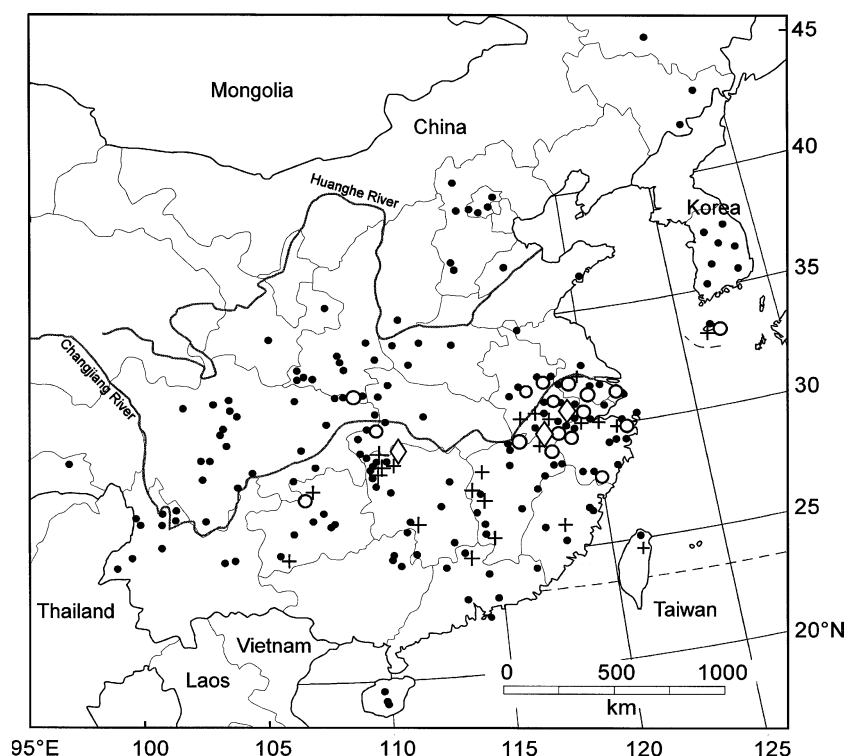 45
Mongolia
China
40
Huanghe River
Korea
35
Changjiang River
30
25
Thailand
Taiwan
20°N
Vietnam
Laos
0 500 1000
km
95°E 100 105 110 115 120 125